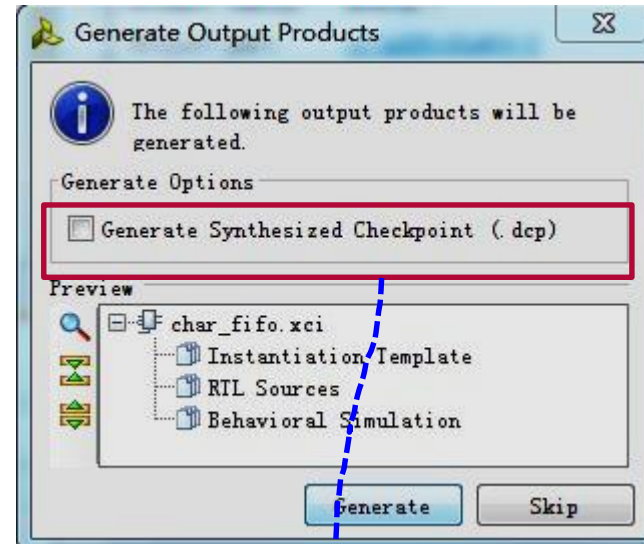 Generate Output Products
The following output products will be
generated.
Generate Options
Generate Synthesized Checkpoint (.dcp)
Preview
char_fifo.xci
Instantiation Template
RTL Sources
Behavioral Simulation
Generate
Skip